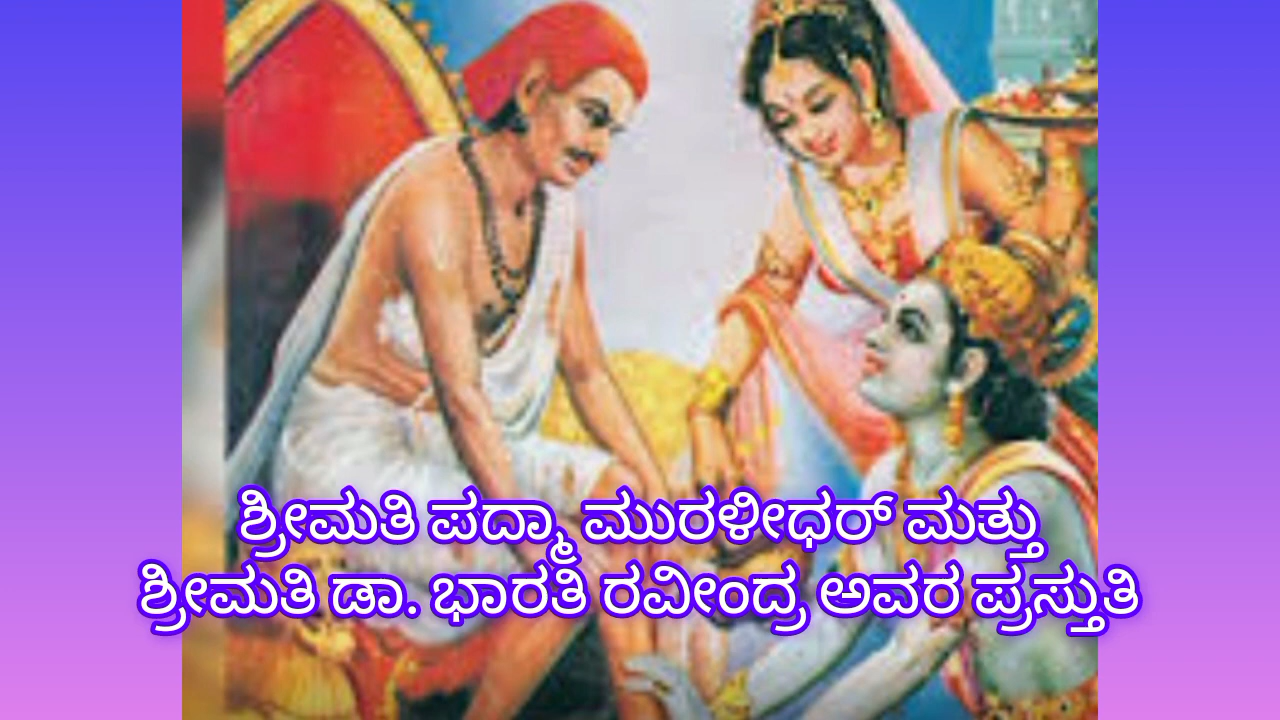 ಶ್ರೀಮತಿ ಪದ್ಮಾ ಮುರಳೀಧರ್ ಮತ್ತು
ಶ್ರೀಮತಿ ಡಾ. ಭಾರತಿ ರವೀಂದ್ರ ಅವರ ಪ್ರಸ್ತುತಿ